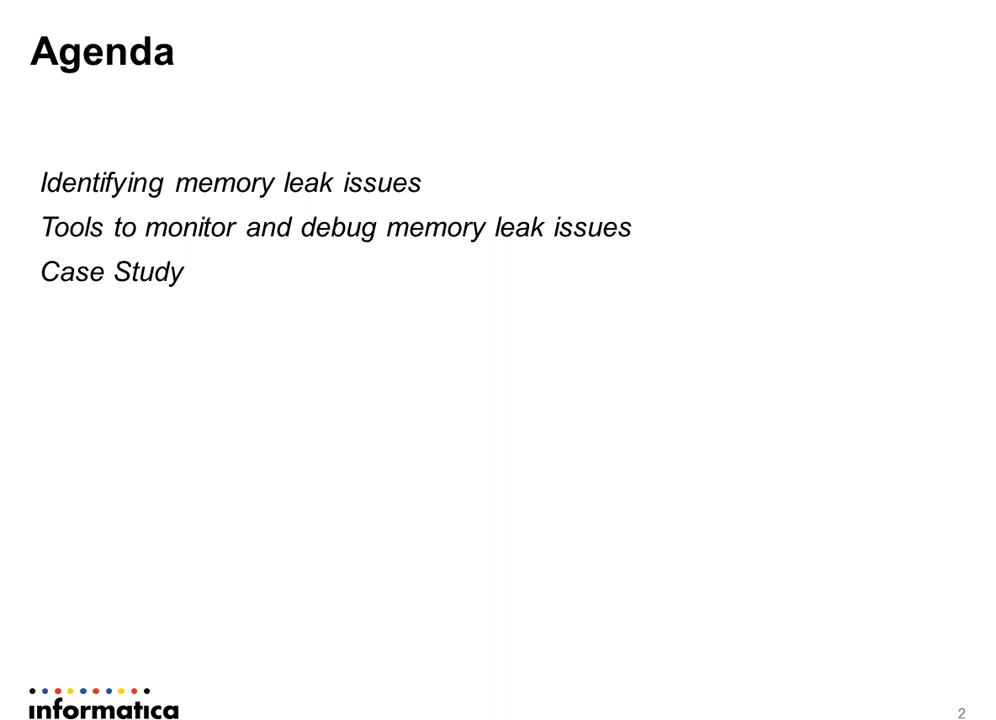 Agenda
Identifying memory leak issues
Tools to monitor and debug memory leak issues
Case Study
informatica
2